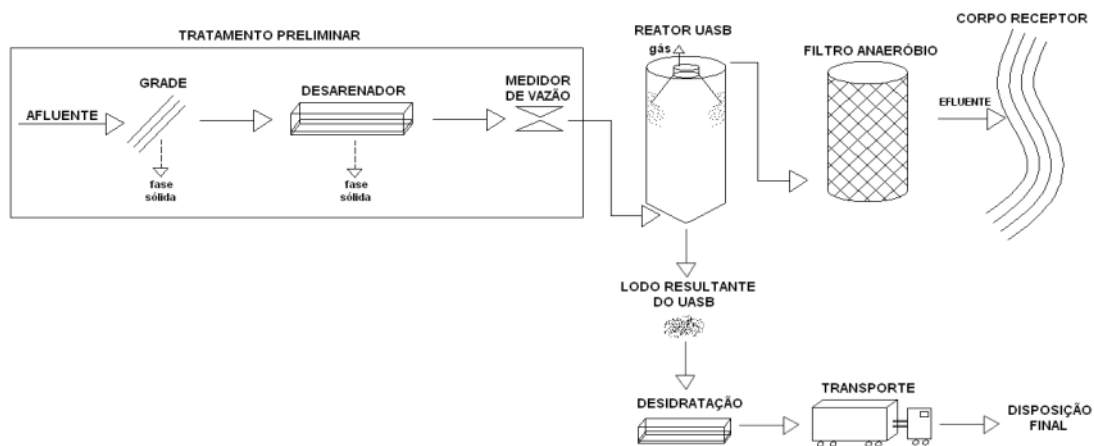 TRATAMENTO PRELIMINAR
AFLUENTE
GRADE
fase
sólida
DESARENADOR
fase
sólida
MEDIDOR
DE VAZÃO
REATOR UASB
gás
FILTRO ANAERÓBIO
EFLUENTE
CORPO RECEPTOR
LODO RESULTANTE
DO UASB
DESIDRATAÇÃO
TRANSPORTE
DISPOSIÇÃO
FINAL